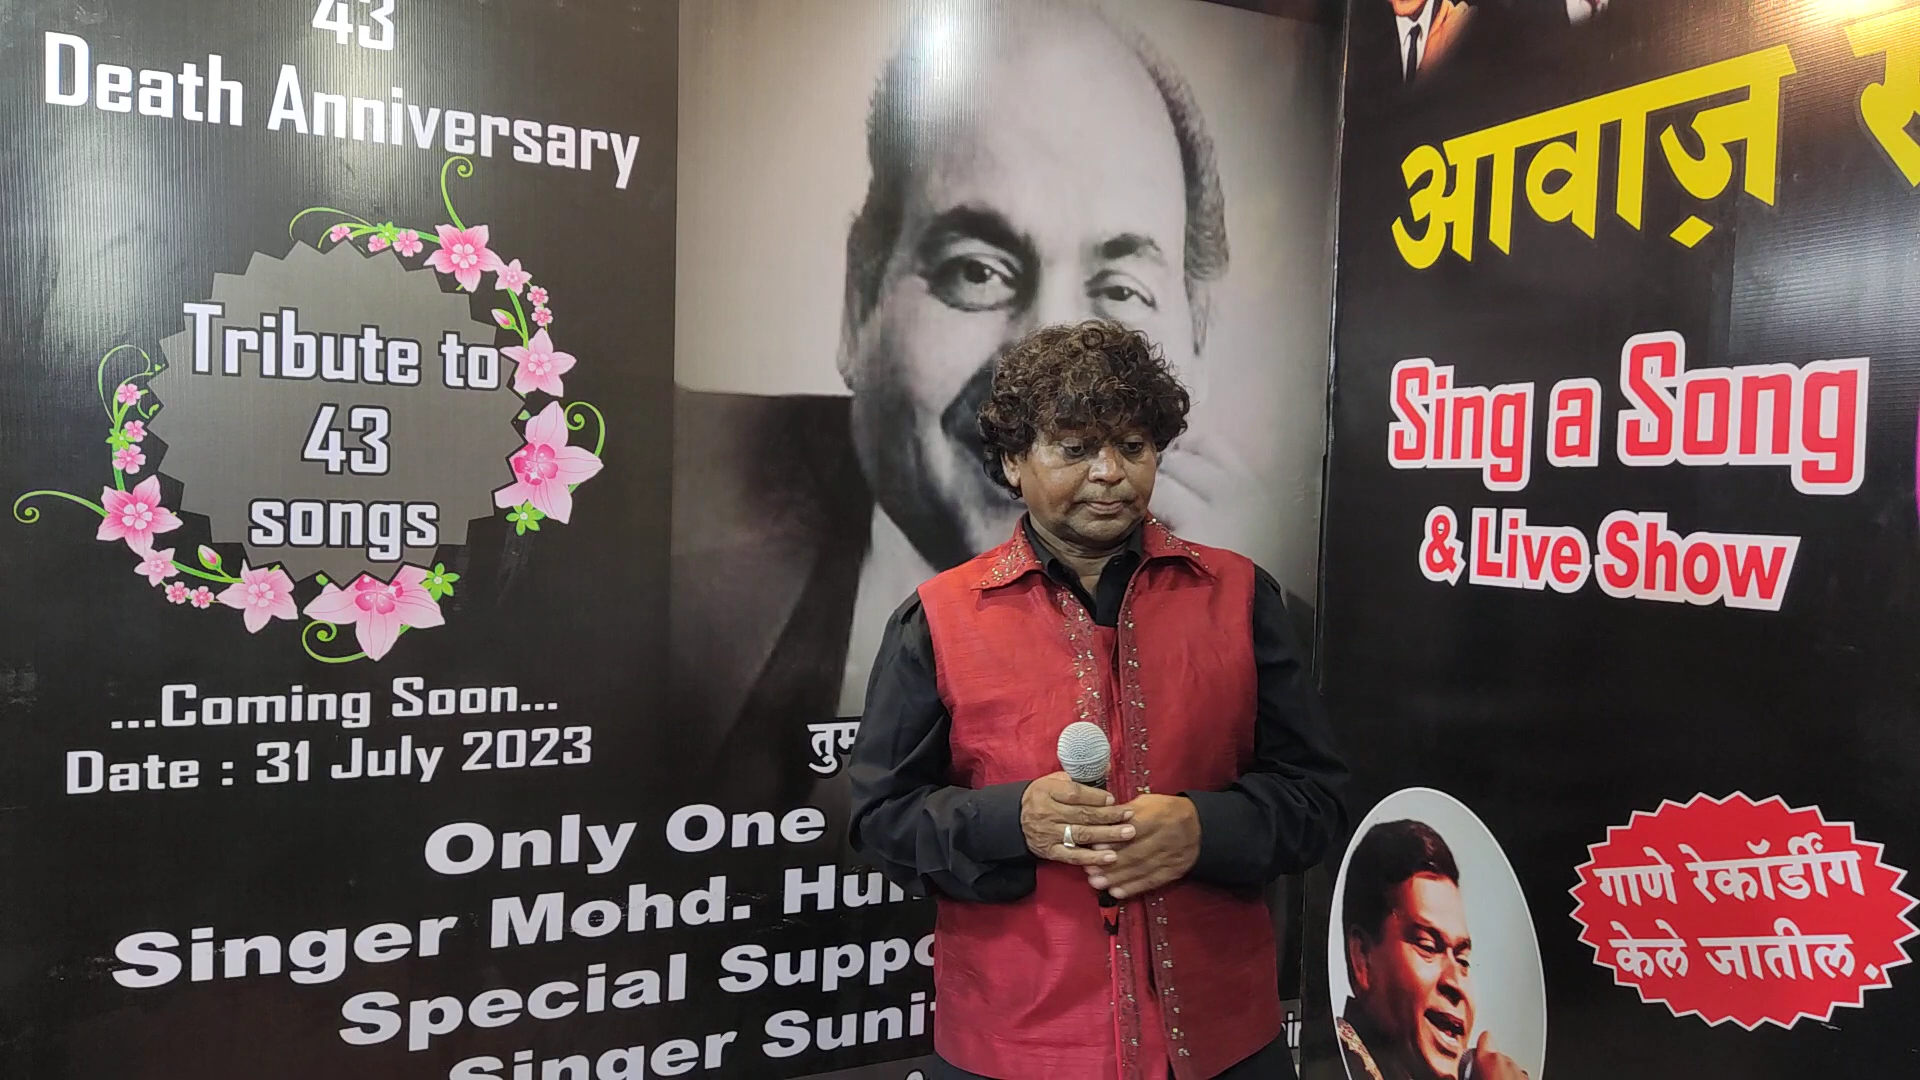 43
Death Anniversary
Tribute to
43
songs
...Coming Soon...
Date : 31 July 2023
Only One
Singer Mohd.
Special
Singer
आवाज़
Sing a Song
& Live Show
गाणे रेकॉर्डींग
केले जातील.